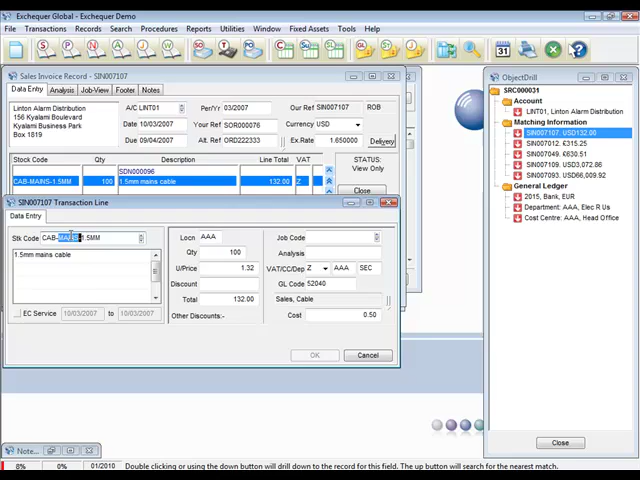 Exchequer Global - Exchequer Demo
File Transactions Reports Utilities Search Procedures Window Fixed Assets Tools Help
Sales Invoice Record - SIN007107
Data Entry Analysis Job-View Footer Notes
Linton Alarm Distribution
156 Kyalami Boulevard
Kyalami Business Park
Box 1819
A/C LINT01 Per/Yr 03/2007 Our Ref SIN007107 ROB
Date 10/03/2007 Your Ref SOR000076 Currency USD
Due 09/04/2007 Alt. Ref ORD222333 Ex.Rate 1.650000 Delivery
Stock Code Qty Description Line Total VAT
SDN000096
CAB-MAINS-1.5MM 100 1.5mm mains cable 132.00 Z
STATUS:
View Only
Close
SIN007107 Transaction Line
Data Entry
Stk Code CAB-MAINS-1.5MM
1.5mm mains cable
EC Service 10/03/2007 to 10/03/2007
Locn AAA
Qty 100
U/Price 1.32
Discount
Total 132.00
Other Discounts:-
Job Code
Analysis
VAT/CC/Dep Z AAA SEC
GL Code 52040
Sales, Cable
Cost 0.50
OK Cancel
ObjectDrill
SRC000031
Account
LINT01, Linton Alarm Distribution
Matching Information
SIN007107: USD132.00
SIN007012: £315.25
SIN007049: €630.51
SIN007109: USD3,072.86
SIN007093: USD66,009.92
General Ledger
2015, Bank, EUR
Department: AAA, Group
Cost Centre: AAA, Head Office
Close
Note...
8% 0% 01/2010 Double clicking or using the down button will drill down to the record for this field. The up button will search for the nearest match.